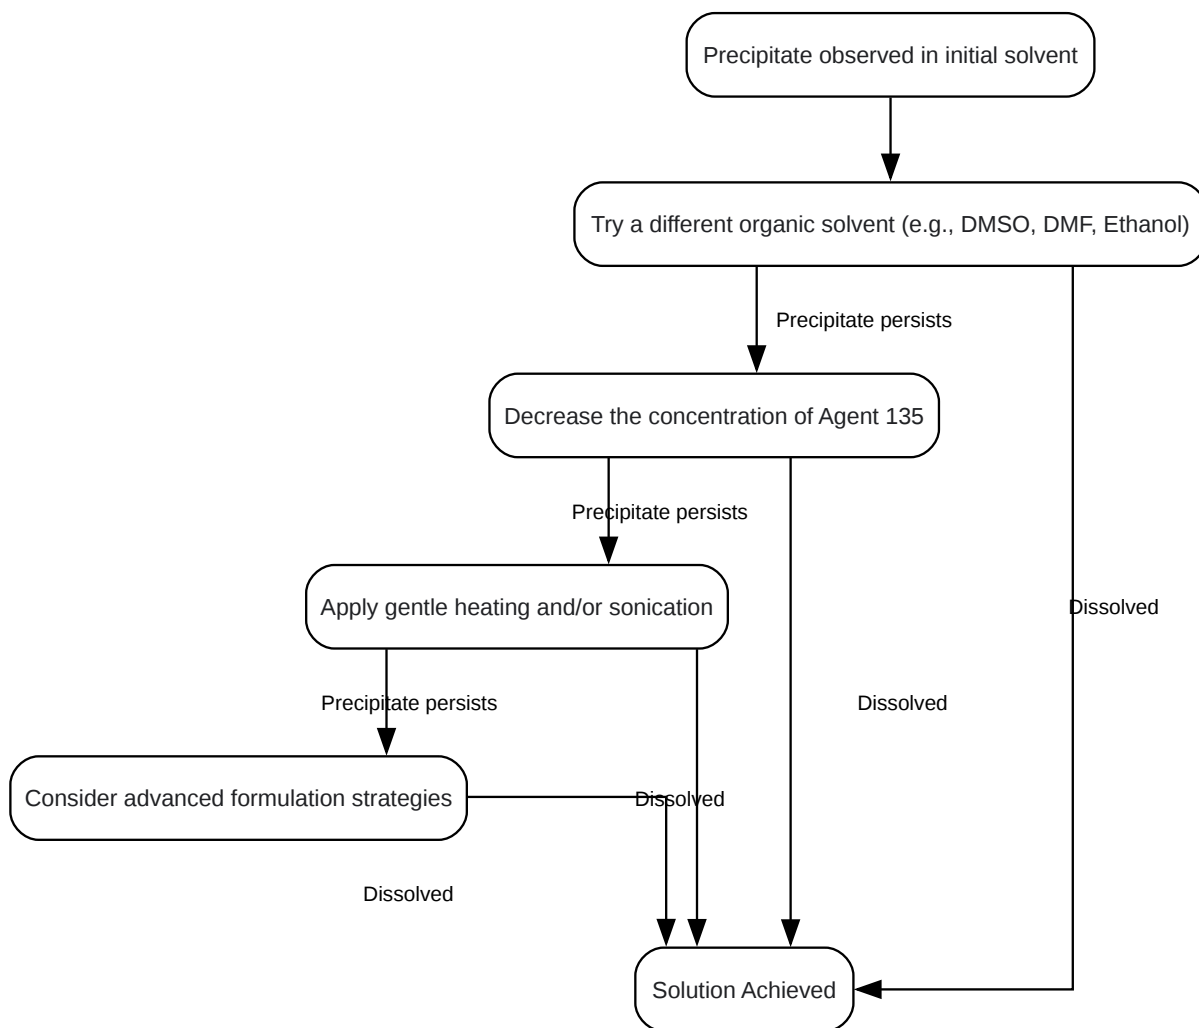 Precipitate observed in initial solvent
Try a different organic solvent (e.g., DMSO, DMF, Ethanol)
Precipitate persists
Decrease the concentration of Agent 135
Precipitate persists
Apply gentle heating and/or sonication
Dissolved
Precipitate persists
Dissolved
Consider advanced formulation strategies
Dissolved
Dissolved
Solution Achieved